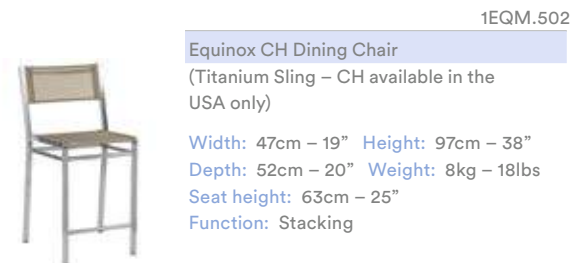 1EQM.502
Equinox CH Dining Chair
(Titanium Sling – CH available in the
USA only)
Width: 47cm – 19” Height: 97cm – 38”
Depth: 52cm – 20” Weight: 8kg – 18lbs
Seat height: 63cm – 25”
Function: Stacking